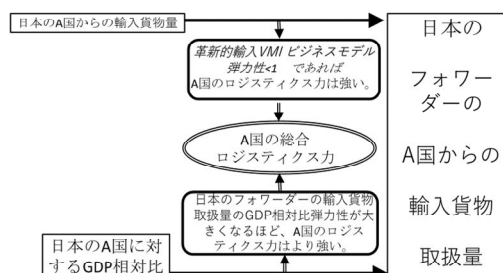 日本のA国からの輸入貨物量
革新的輸入VMI ビジネスモデル
弾力性<1 であれば
A国のロジスティクス力は強い。
A国の総合
ロジスティクス力
日本のフォワーダーの輸入貨物
取扱量のGDP相対比弾力性が大
きくなるほど、A国のロジ
スティクス力はより強い。
日本のA国に対
するGDP相対比
日本の
フォワー
ダーの
A国からの
輸入貨物
取扱量